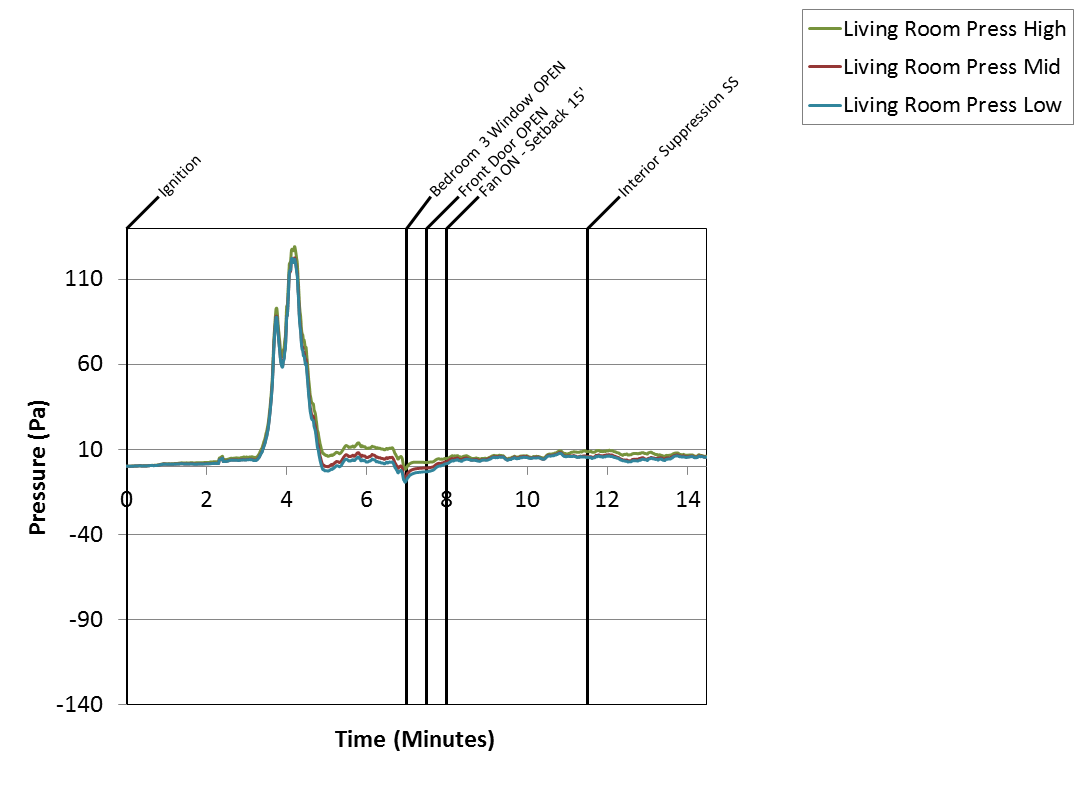 Living Room Press High
Living Room Press Mid
Living Room Press Low
Ignition
Bedroom 3 Window OPEN
Front Door OPEN
Fan ON - Setback 15'
Interior Suppression SS
110
60
10
-40
-90
-140
0 2 4 6 8 10 12 14
Pressure (Pa)
Time (Minutes)